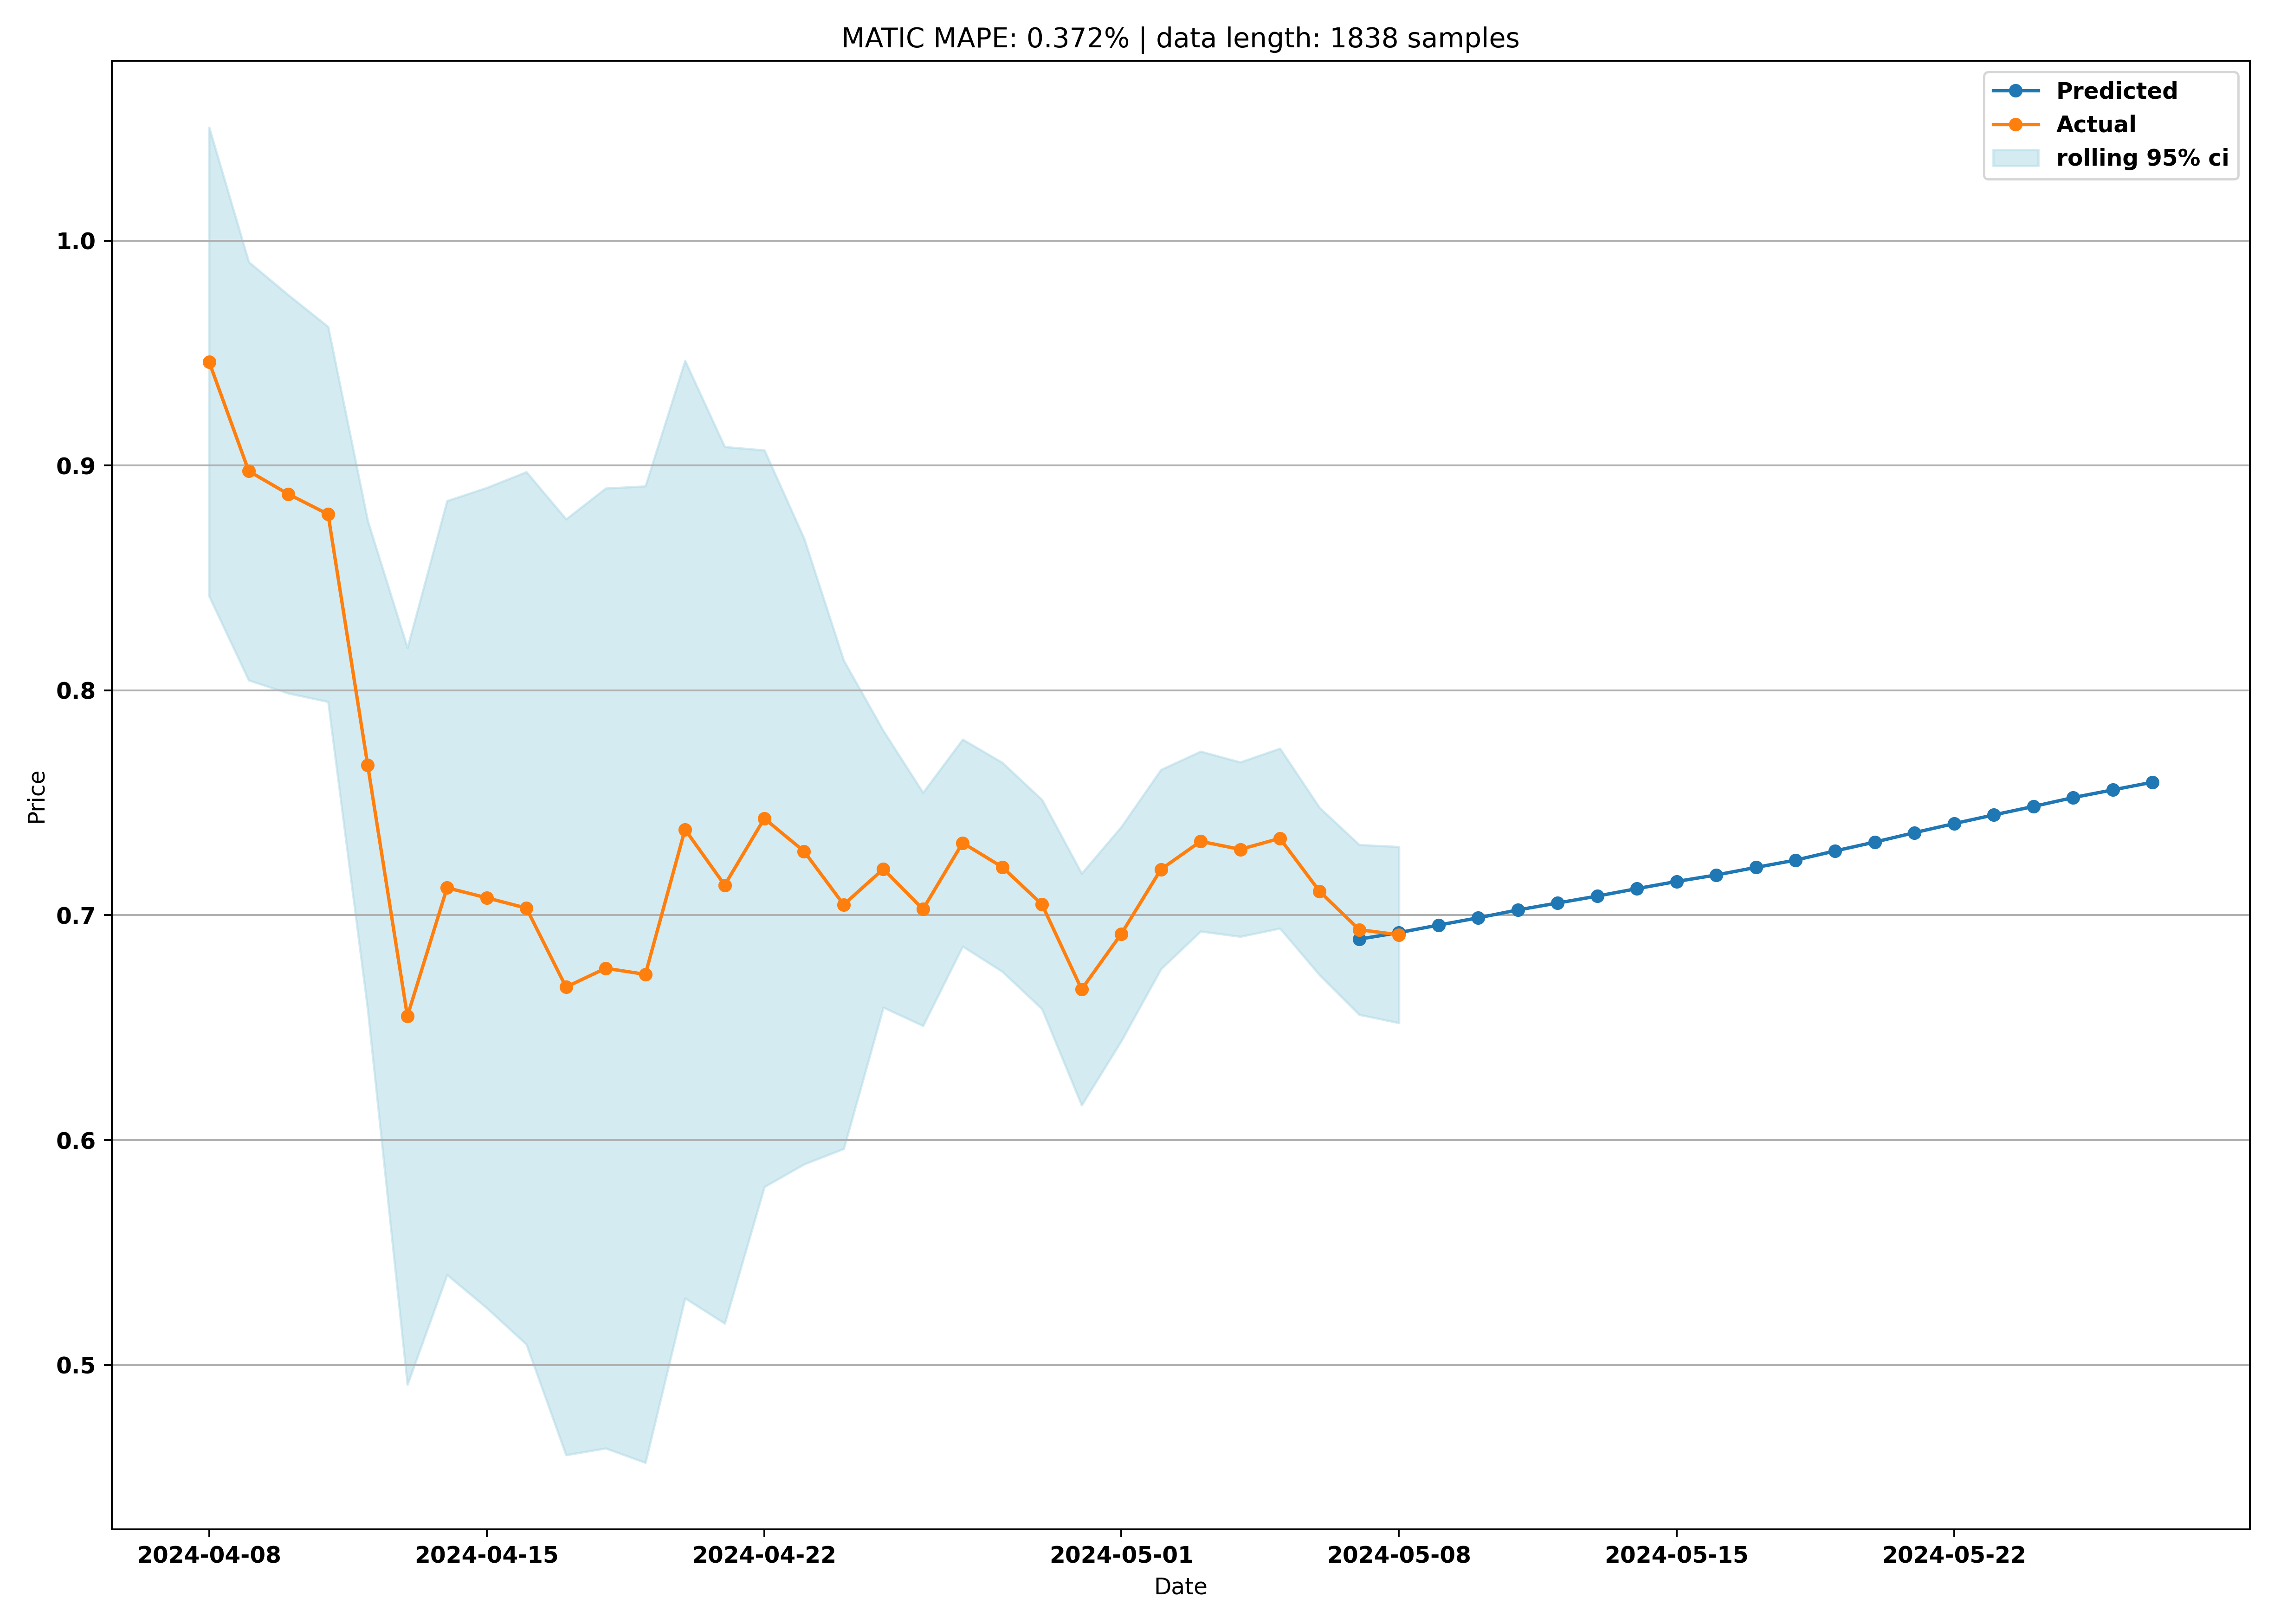 MATIC MAPE: 0.372% | data length: 1838 samples
Predicted
Actual
rolling 95% ci
1.0
0.9
0.8
0.7
0.6
0.5
Price
2024-04-08
2024-04-15
2024-04-22
2024-05-01
2024-05-08
2024-05-15
2024-05-22
Date